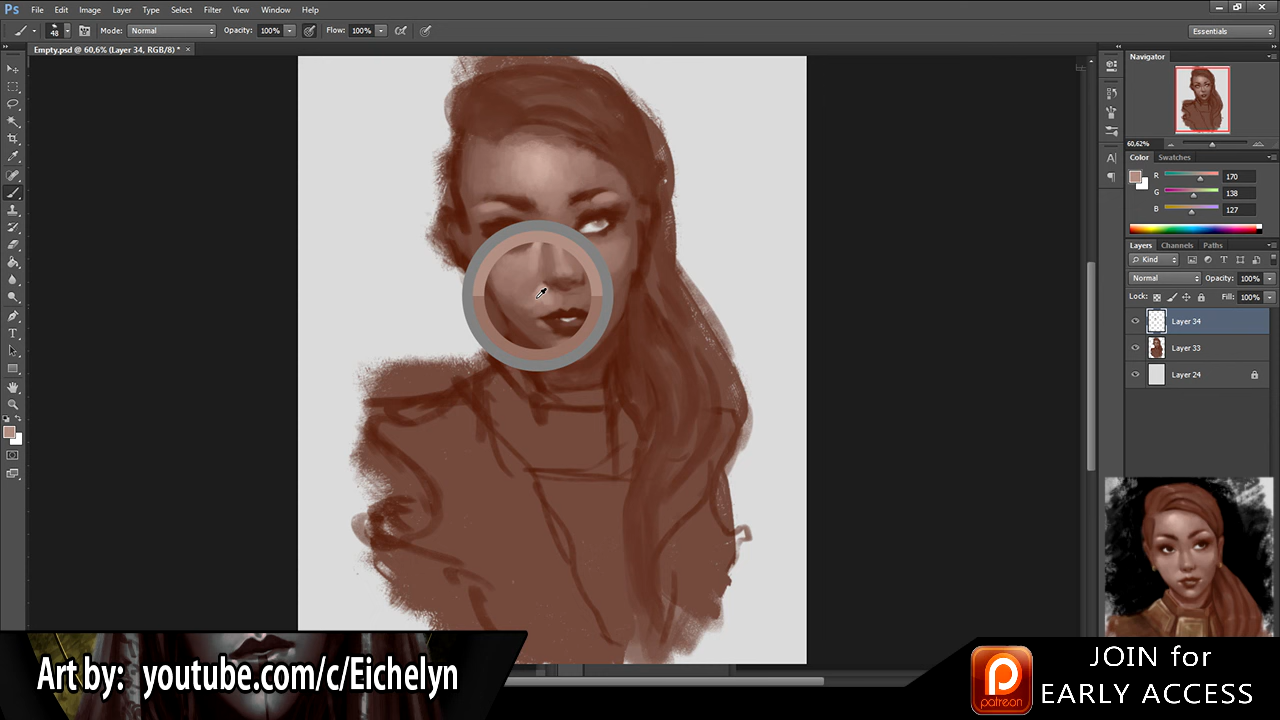 Ps File Edit Image Layer Type Select Filter View Window Help
48 Mode: Normal Opacity: 100% Flow: 100% Essentials
Empty.psd @ 60,6% (Layer 34, RGB/8) * ×
Navigator
60,62%
Color Swatches
R 170
G 138
B 127
Layers Channels Paths
Kind
Normal Opacity: 100%
Lock: Fill: 100%
Layer 34
Layer 33
Layer 24
Art by: youtube.com/c/Eichelyn
patreon
JOIN for
EARLY ACCESS